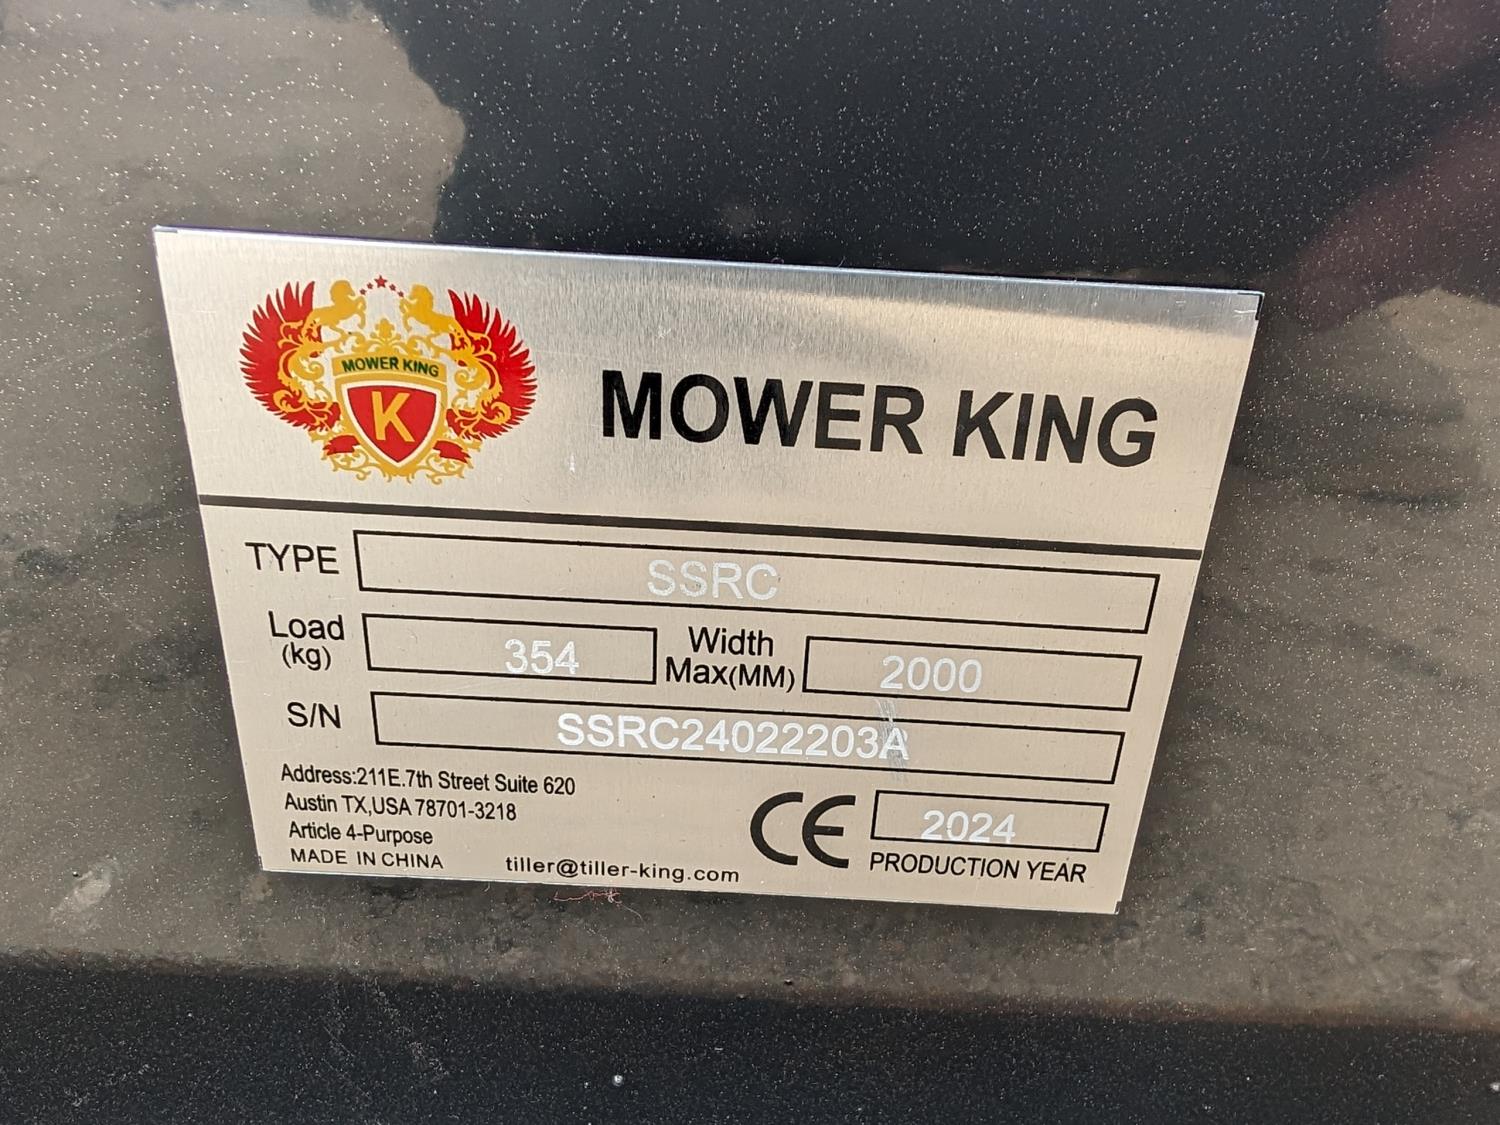 MOWER KING
K
MOWER KING
TYPE SSRC
Load (kg) 354 Width Max(MM) 2000
S/N SSRC24022203A
Address:211E.7th Street Suite 620
Austin TX,USA 78701-3218
Article 4-Purpose
MADE IN CHINA
tiller@tiller-king.com
CE 2024
PRODUCTION YEAR